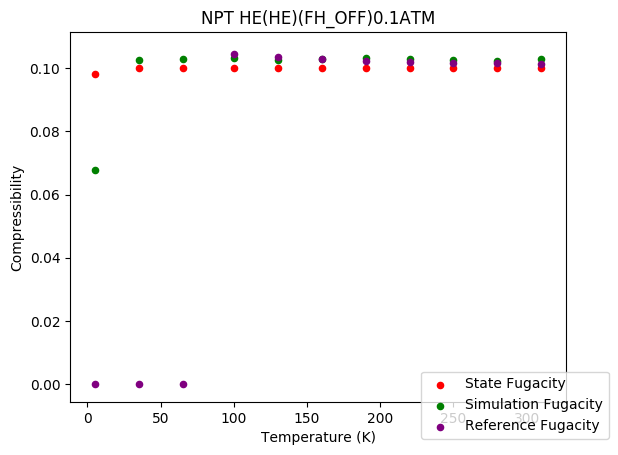 NPT HE(HE)(FH_OFF)0.1ATM
Compressibility
0.10
0.08
0.06
0.04
0.02
0.00
0 50 100 150 200 250 300
Temperature (K)
State Fugacity
Simulation Fugacity
Reference Fugacity